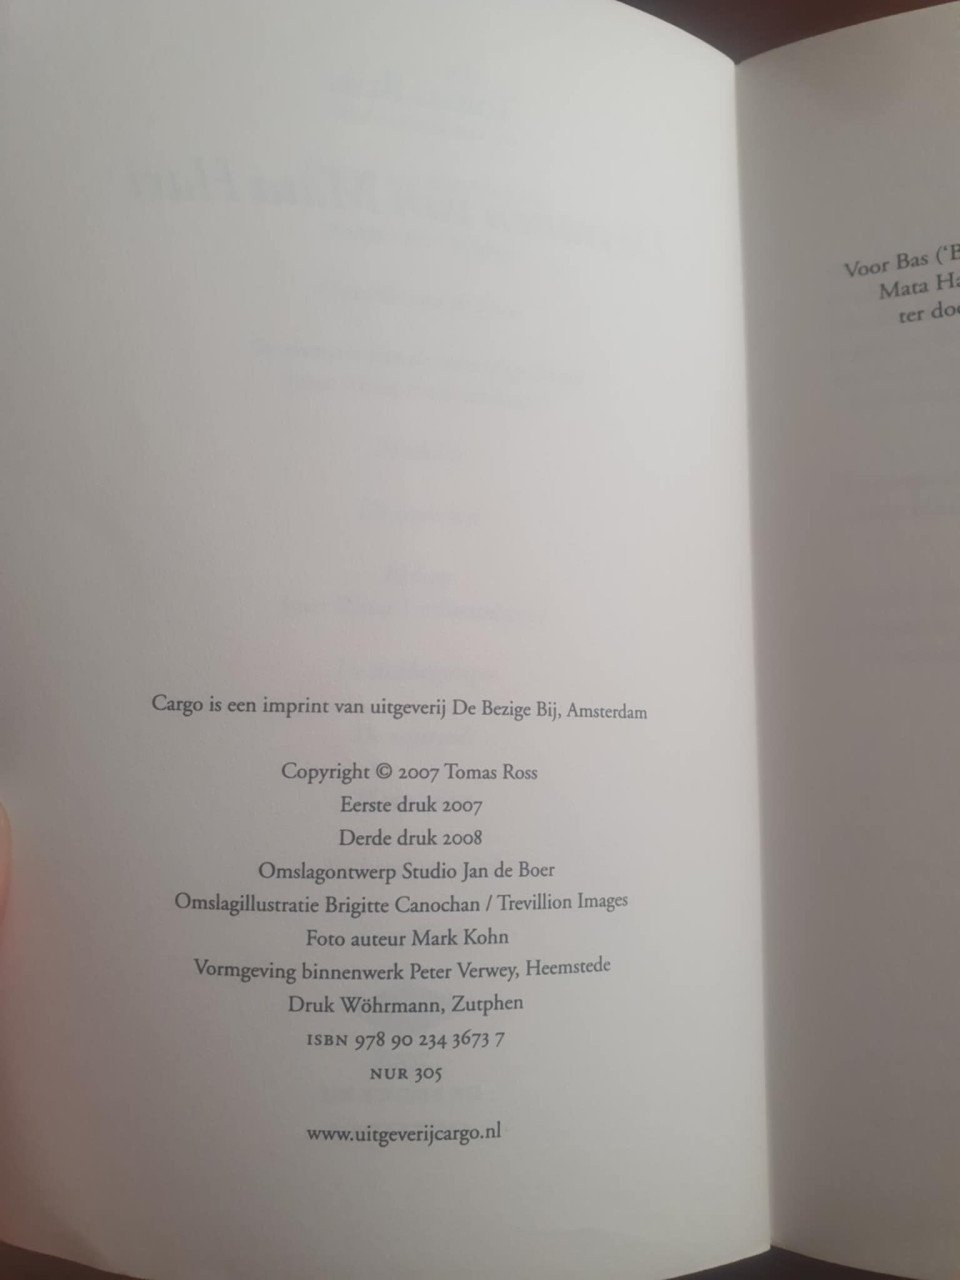 Cargo is een imprint van uitgeverij De Bezige Bij, Amsterdam
Copyright © 2007 Tomas Ross
Eerste druk 2007
Derde druk 2008
Omslagontwerp Studio Jan de Boer
Omslagillustratie Brigitte Canochan / Trevillion Images
Foto auteur Mark Kohn
Vormgeving binnenwerk Peter Verwey, Heemstede
Druk Wöhrmann, Zutphen
ISBN 978 90 234 3673 7
NUR 305
www.uitgeverijcargo.nl
Voor Bas (‘B
Mata Ha
ter doo